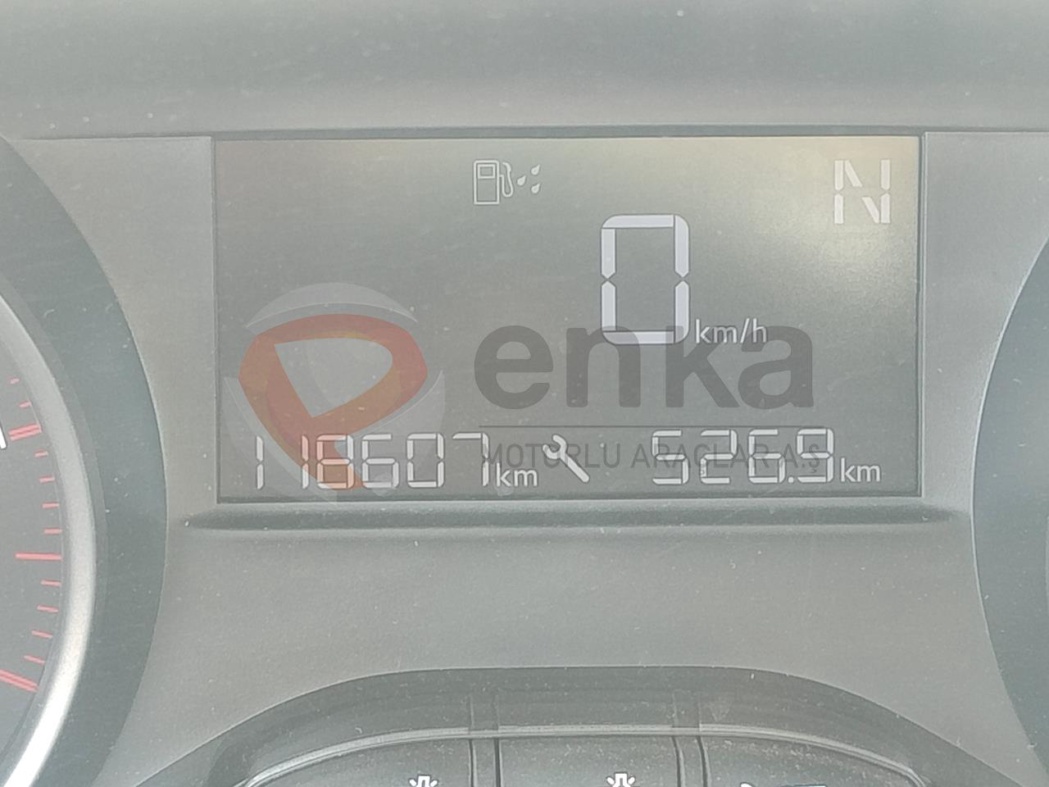 N
0 km/h
enka
MOTORLU ARAÇLAR A.Ş
118607 km 526.9 km